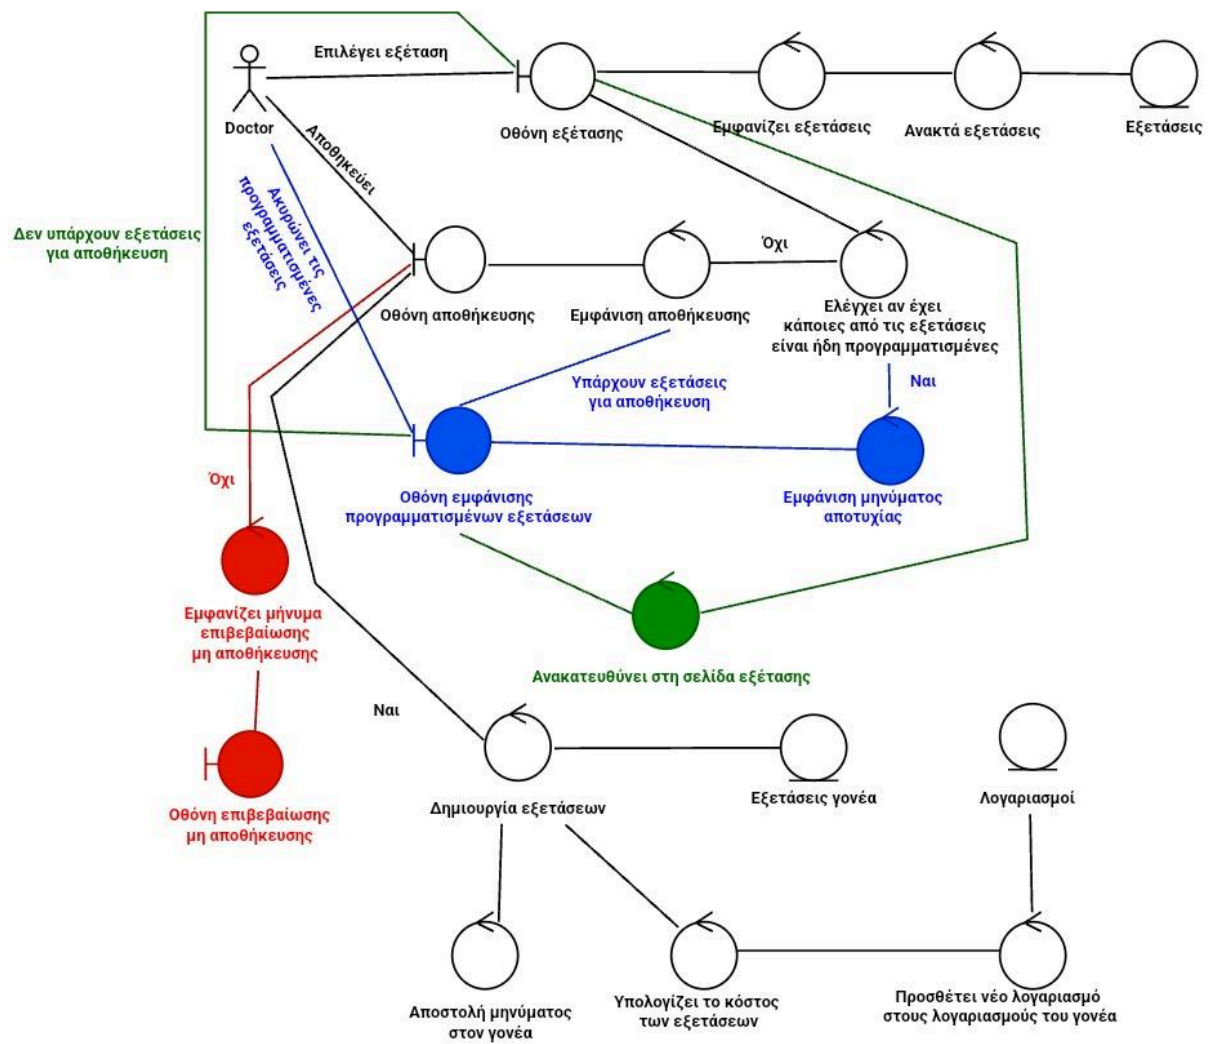 Επιλέγει εξέταση
Doctor
Οθόνη εξέτασης
Εμφανίζει εξετάσεις
Ανακτά εξετάσεις
Εξετάσεις
Αποθηκεύει
Ακυρώνει τις
προγραμματισμένες
εξετάσεις
Δεν υπάρχουν εξετάσεις
για αποθήκευση
Όχι
Οθόνη αποθήκευσης
Εμφάνιση αποθήκευσης
Ελέγχει αν έχει
κάποιες από τις εξετάσεις
είναι ήδη προγραμματισμένες
Υπάρχουν εξετάσεις
για αποθήκευση
Ναι
Όχι
Οθόνη εμφάνισης
προγραμματισμένων εξετάσεων
Εμφάνιση μηνύματος
αποτυχίας
Εμφανίζει μήνυμα
επιβεβαίωσης
μη αποθήκευσης
Ανακατευθύνει στη σελίδα εξέτασης
Ναι
Οθόνη επιβεβαίωσης
μη αποθήκευσης
Δημιουργία εξετάσεων
Εξετάσεις γονέα
Λογαριασμοί
Αποστολή μηνύματος
στον γονέα
Υπολογίζει το κόστος
των εξετάσεων
Προσθέτει νέο λογαριασμό
στους λογαριασμούς του γονέα